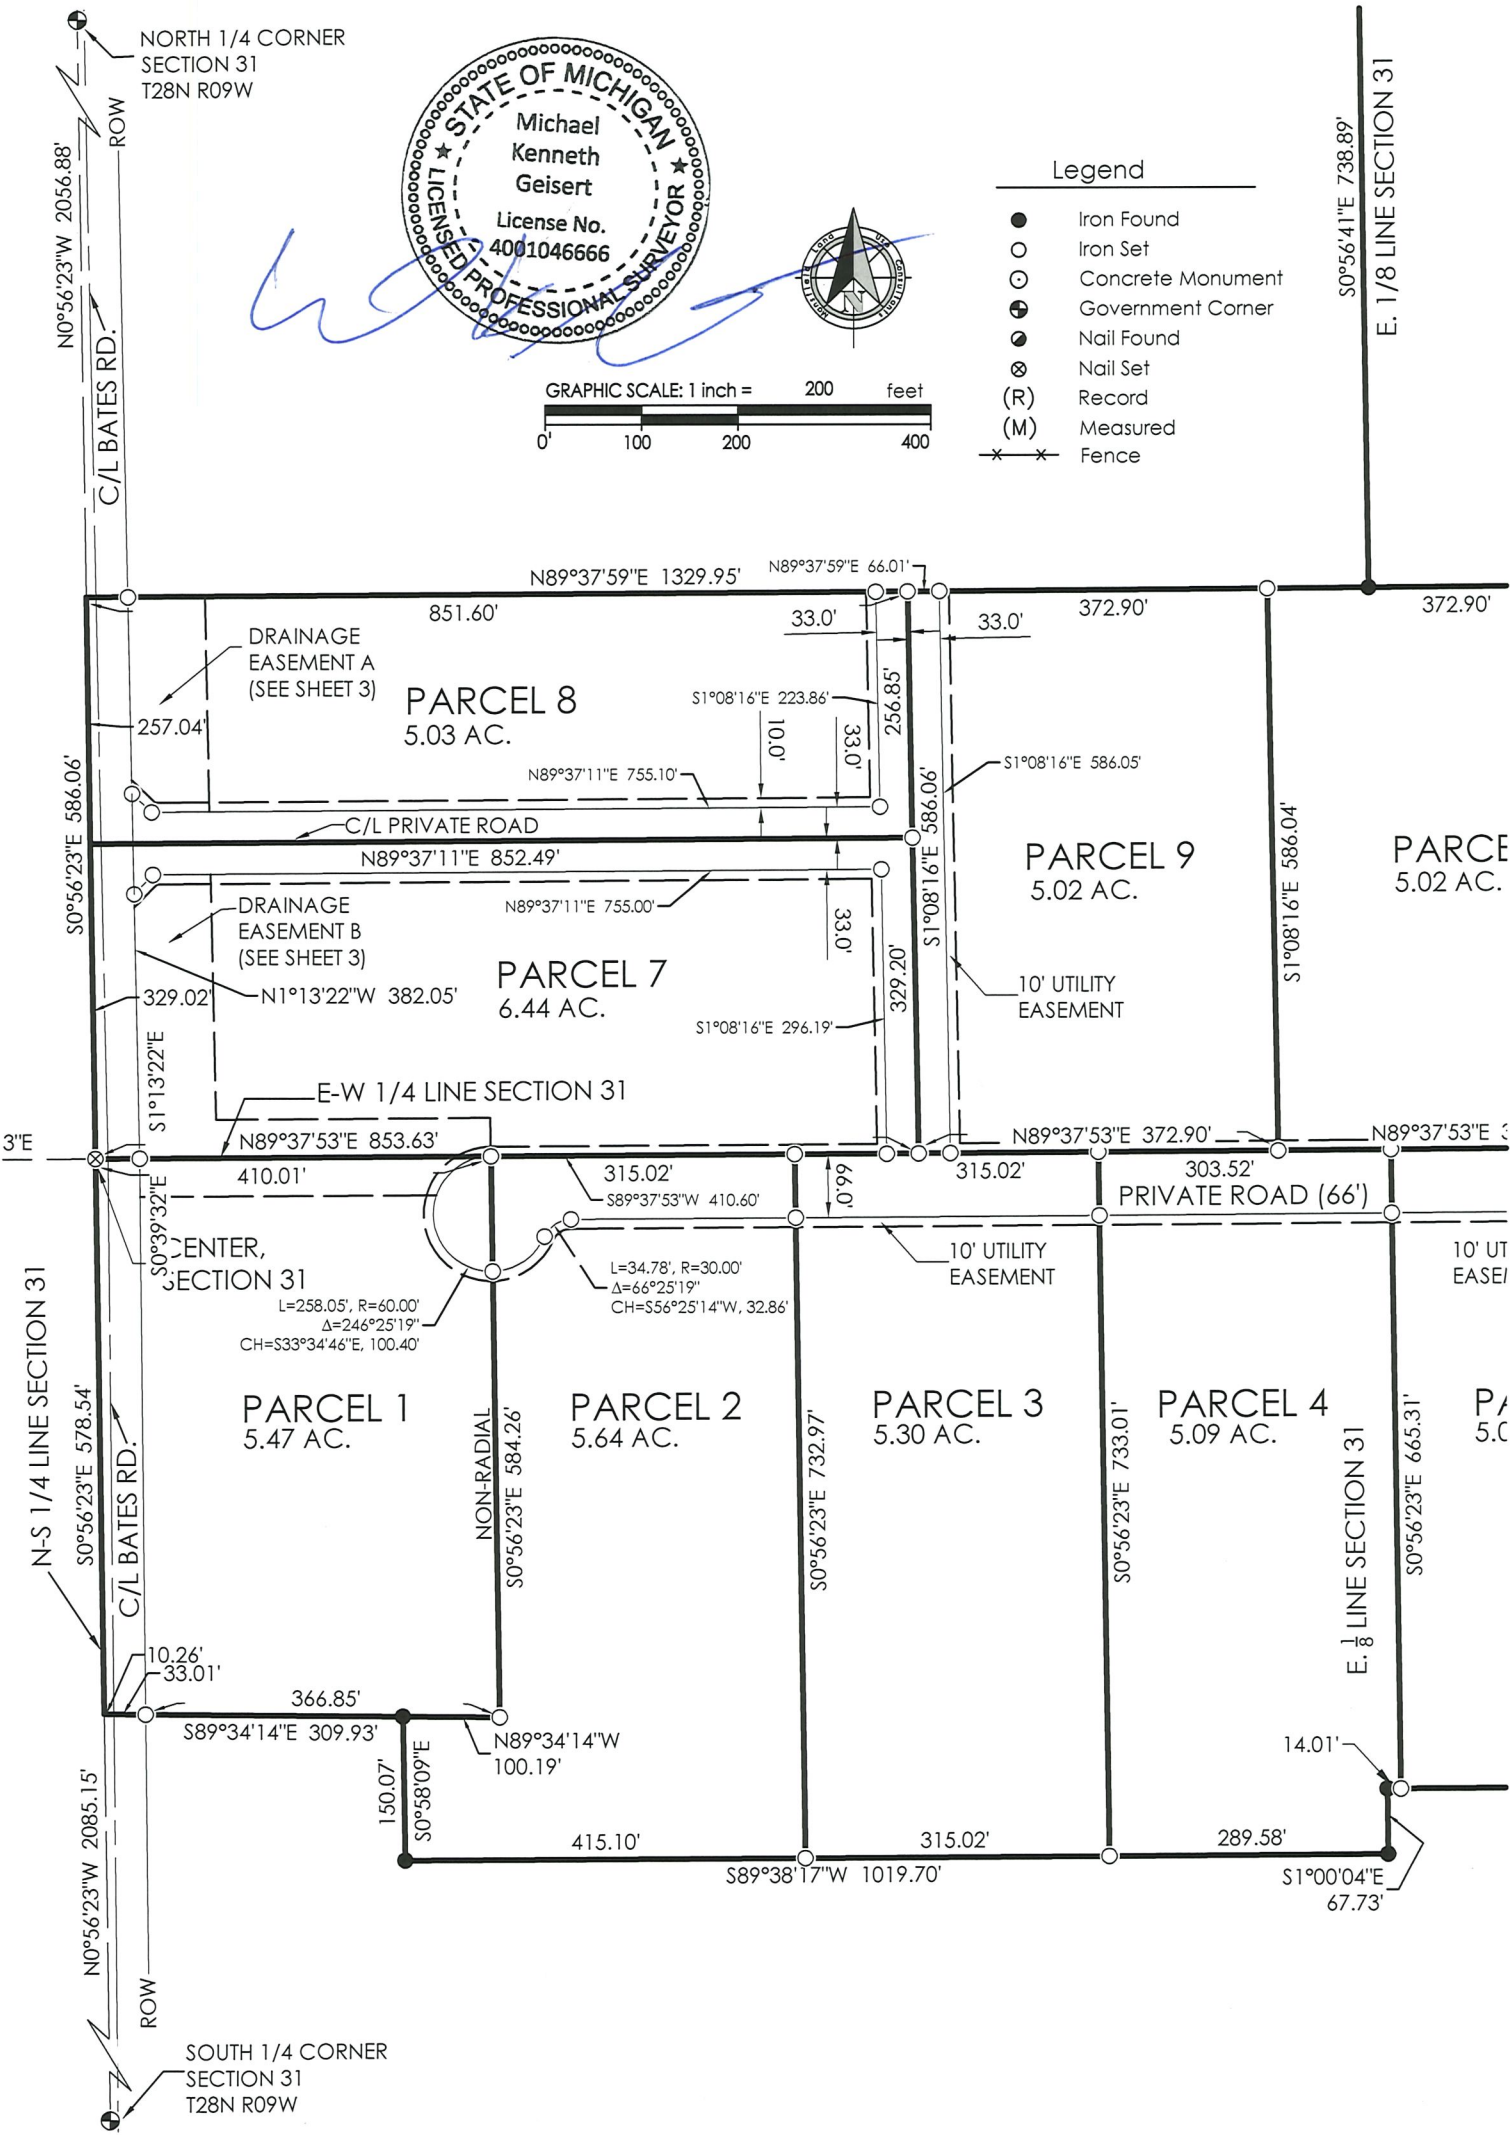 NORTH 1/4 CORNER
SECTION 31
T28N R09W
STATE OF MICHIGAN
Michael
Kenneth
Geisert
License No.
4001046666
LICENSED PROFESSIONAL SURVEYOR
Mansfield Land Use Consultants
N
GRAPHIC SCALE: 1 inch = 200 feet
0' 100 200 400
Legend
Iron Found
Iron Set
Concrete Monument
Government Corner
Nail Found
Nail Set
(R) Record
(M) Measured
Fence
S0°56'41"E 738.89'
E. 1/8 LINE SECTION 31
N0°56'23"W 2056.88'
ROW
C/L BATES RD.
N89°37'59"E 1329.95'
N89°37'59"E 66.01'
851.60'
33.0'
33.0'
372.90'
372.90'
DRAINAGE
EASEMENT A
(SEE SHEET 3)
PARCEL 8
5.03 AC.
S1°08'16"E 223.86'
256.85'
257.04'
10.0'
33.0'
S1°08'16"E 586.05'
N89°37'11"E 755.10'
S0°56'23"E 586.06'
C/L PRIVATE ROAD
N89°37'11"E 852.49'
S1°08'16"E 586.06'
PARCEL 9
5.02 AC.
S1°08'16"E 586.04'
PARCE
5.02 AC.
DRAINAGE
EASEMENT B
(SEE SHEET 3)
N89°37'11"E 755.00'
33.0'
PARCEL 7
6.44 AC.
329.02'
N1°13'22"W 382.05'
329.20'
S1°08'16"E 296.19'
10' UTILITY
EASEMENT
S1°13'22"E
E-W 1/4 LINE SECTION 31
3"E
N89°37'53"E 853.63'
N89°37'53"E 372.90'
N89°37'53"E 3
410.01'
315.02'
315.02'
303.52'
S89°37'53"W 410.60'
66.0'
PRIVATE ROAD (66')
S0°39'32"E
CENTER,
SECTION 31
10' UTILITY
EASEMENT
10' UT
EASE
L=34.78', R=30.00'
Δ=66°25'19"
CH=S56°25'14"W, 32.86'
L=258.05', R=60.00'
Δ=246°25'19"
CH=S33°34'46"E, 100.40'
N-S 1/4 LINE SECTION 31
S0°56'23"E 578.54'
C/L BATES RD.
PARCEL 1
5.47 AC.
NON-RADIAL
S0°56'23"E 584.26'
PARCEL 2
5.64 AC.
S0°56'23"E 732.97'
PARCEL 3
5.30 AC.
S0°56'23"E 733.01'
PARCEL 4
5.09 AC.
E. 1/8 LINE SECTION 31
S0°56'23"E 665.31'
PA
5.0
10.26'
33.01'
366.85'
S89°34'14"E 309.93'
N89°34'14"W
100.19'
150.07'
S0°58'09"E
14.01'
415.10'
315.02'
289.58'
S89°38'17"W 1019.70'
S1°00'04"E
67.73'
N0°56'23"W 2085.15'
ROW
SOUTH 1/4 CORNER
SECTION 31
T28N R09W